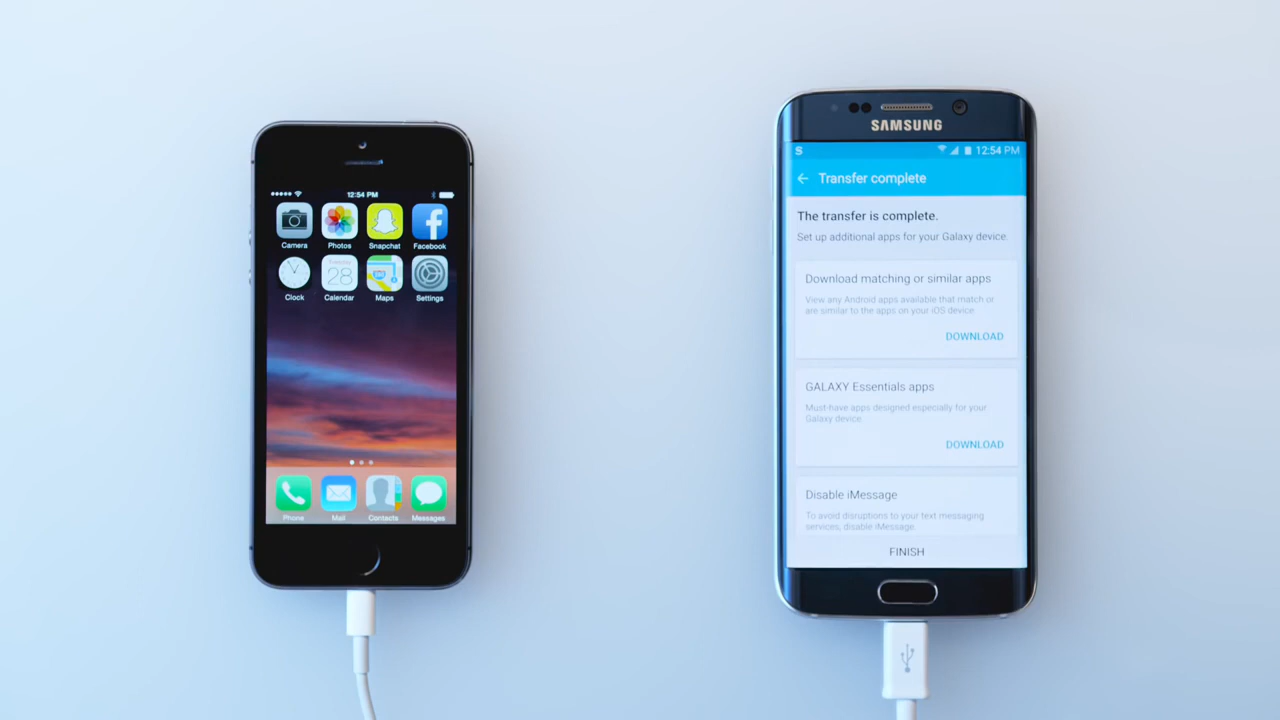 12:54 PM
Camera Photos Snapchat Facebook
28
Clock Calendar Maps Settings
Phone Mail Contacts Messages
SAMSUNG
S 12:54 PM
Transfer complete
The transfer is complete.
Set up additional apps for your Galaxy device.
Download matching or similar apps
View any Android apps available that match or
are similar to the apps on your iOS device.
DOWNLOAD
GALAXY Essentials apps
Must-have apps designed especially for your
Galaxy device.
DOWNLOAD
Disable iMessage
To avoid disruptions to your text messaging
services, disable iMessage.
FINISH